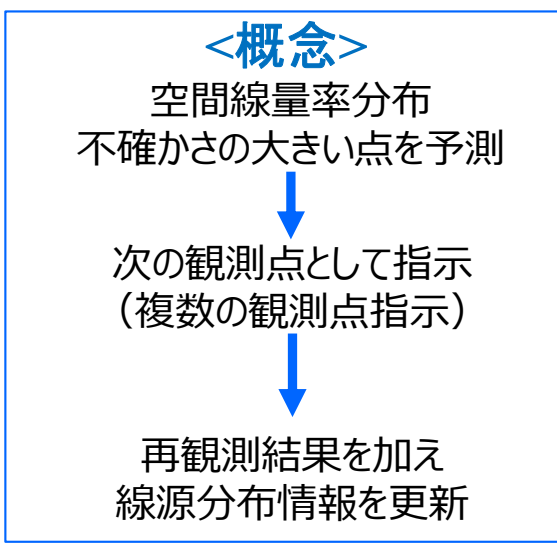 <概念>
空間線量率分布
不確かさの大きい点を予測
次の観測点として指示
（複数の観測点指示）
再観測結果を加え
線源分布情報を更新